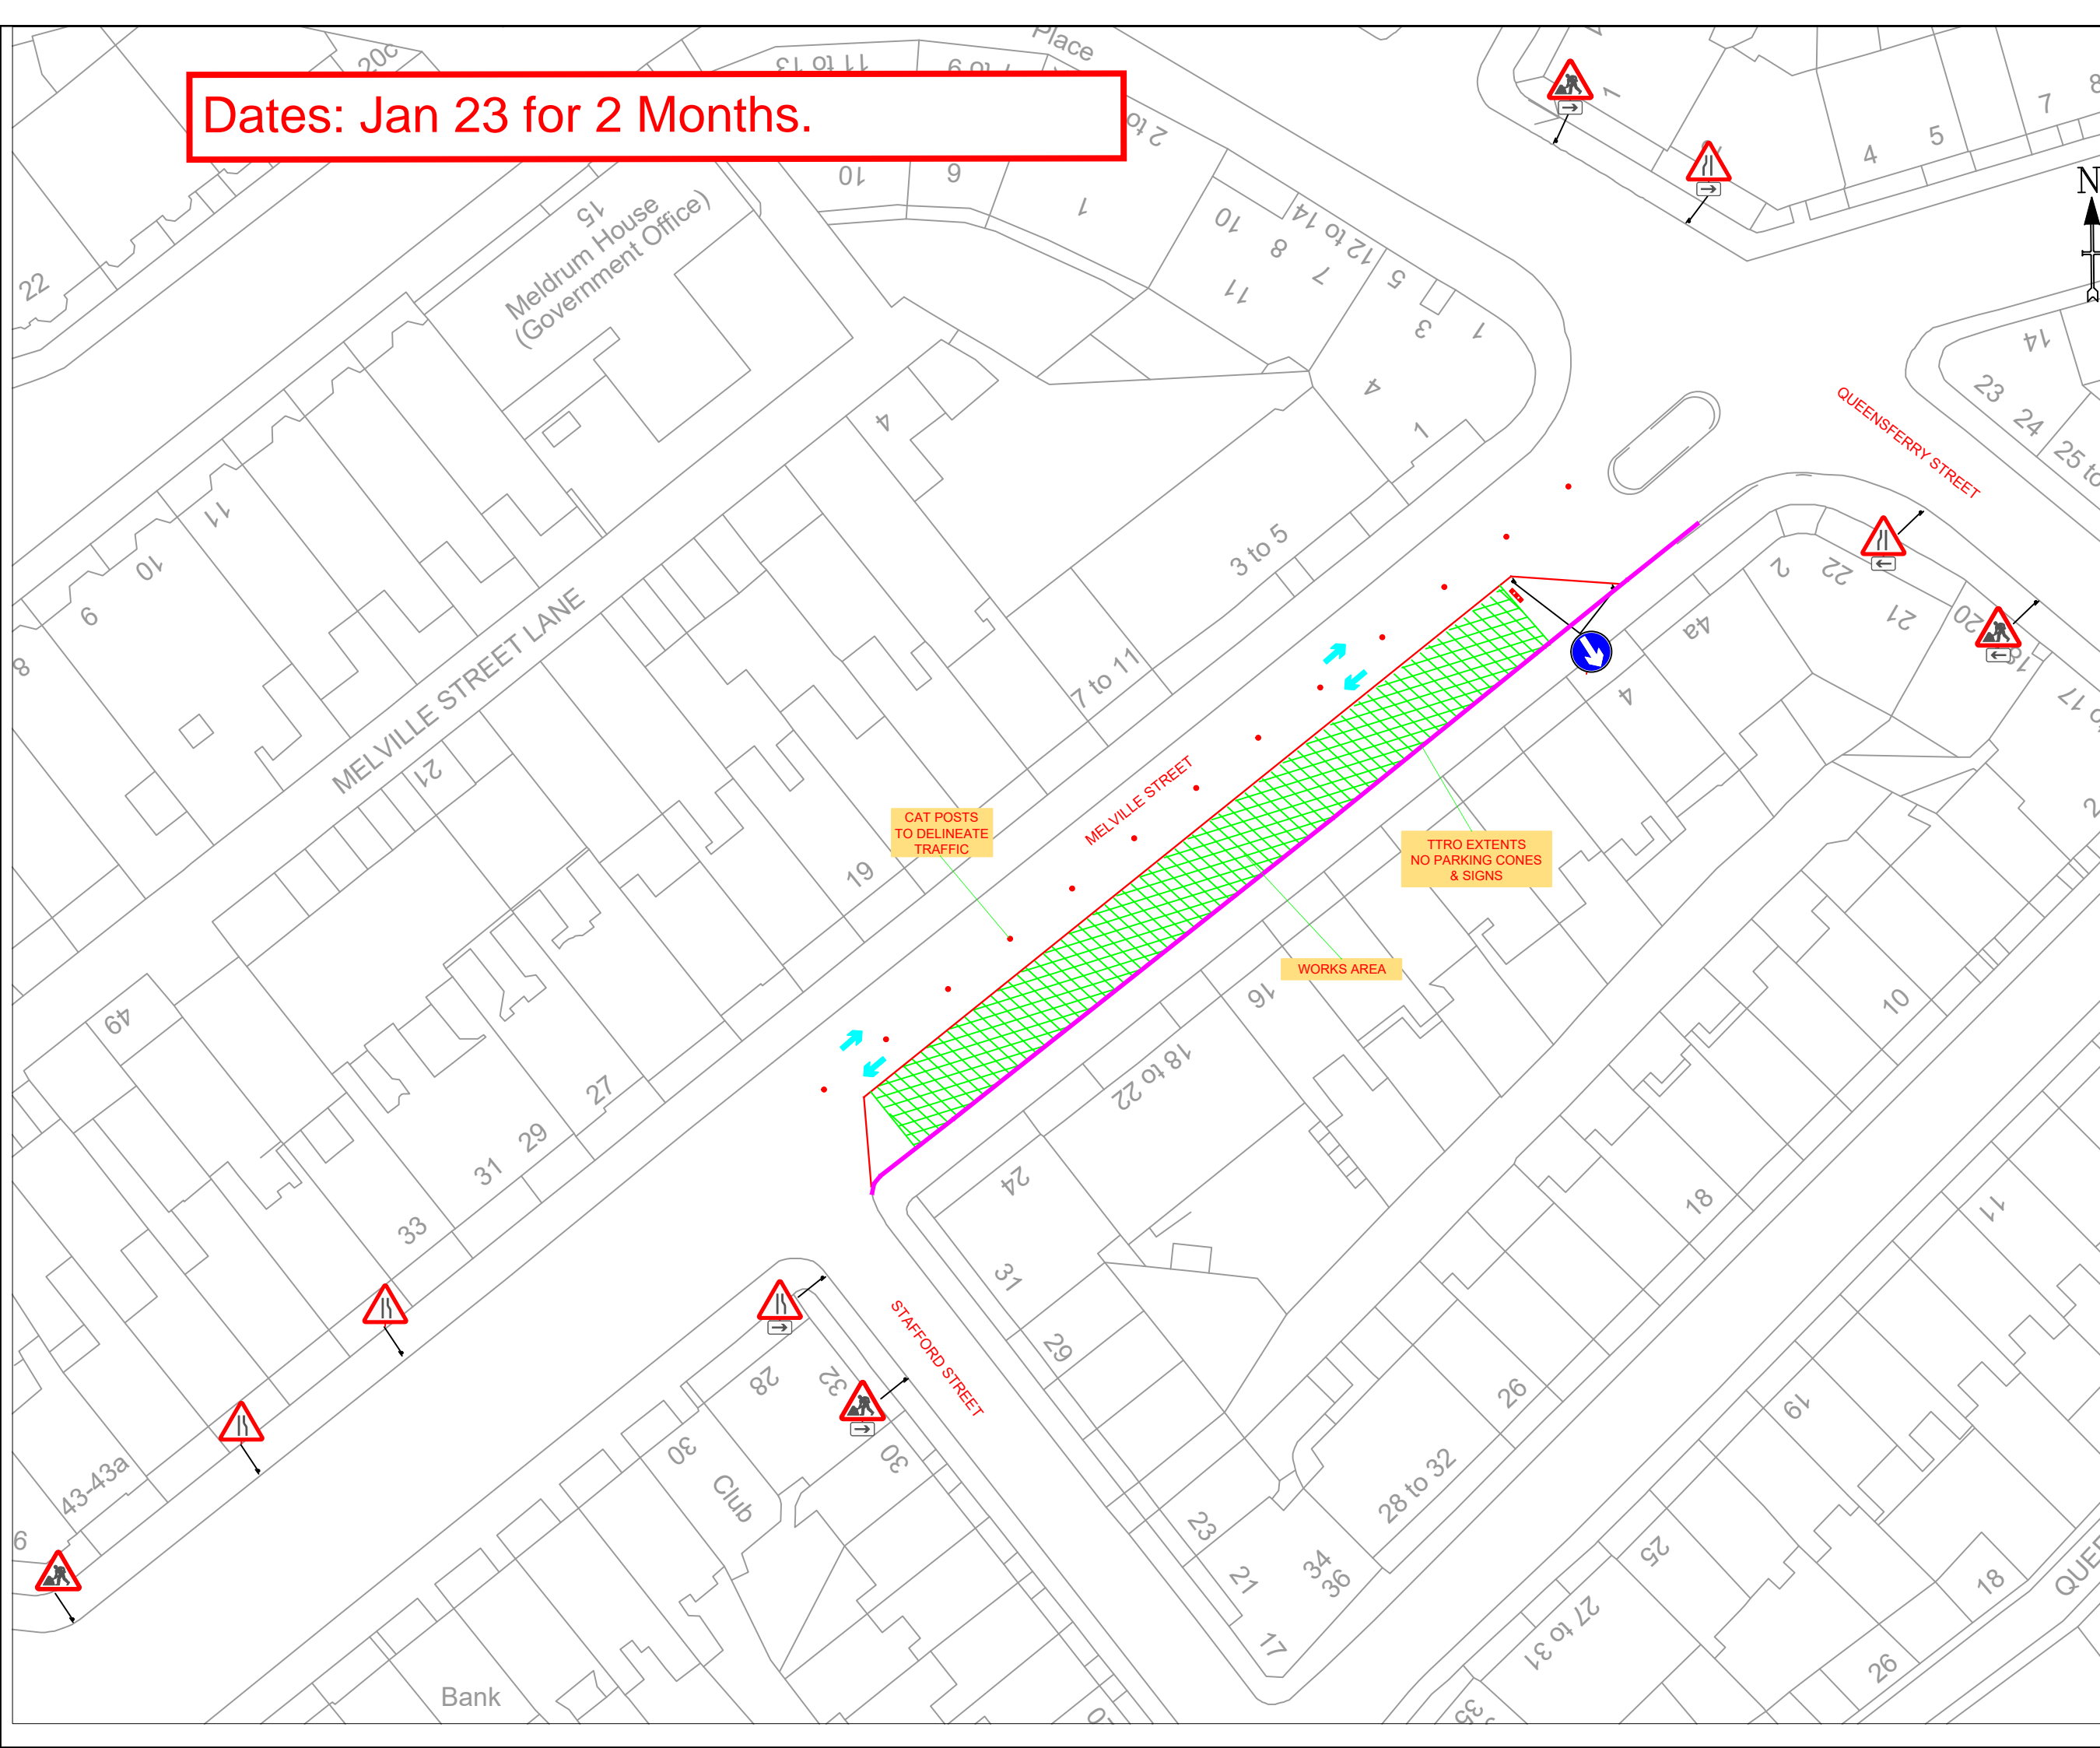 Dates: Jan 23 for 2 Months.
Place
20c
11 to 13
22
15
Meldrum House
(Government Office)
10
9
1
2 to
10
8
12 to 14
7
11
5
3
1
4
1
1
4
5
7
8
N
14
23
24
25 to
QUEENSFERRY STREET
4
11
10
9
8
MELVILLE STREET LANE
21
3 to 5
7 to 11
2
22
21
20
4a
4
MELVILLE STREET
CAT POSTS
TO DELINEATE
TRAFFIC
TTRO EXTENTS
NO PARKING CONES
& SIGNS
WORKS AREA
19
16
18 to 22
10
49
27
29
31
33
24
31
29
18
11
STAFFORD STREET
28
32
30
30
Club
43-43a
26
19
28 to 32
23
21
34
36
17
25
27 to 31
18
26
35
Bank